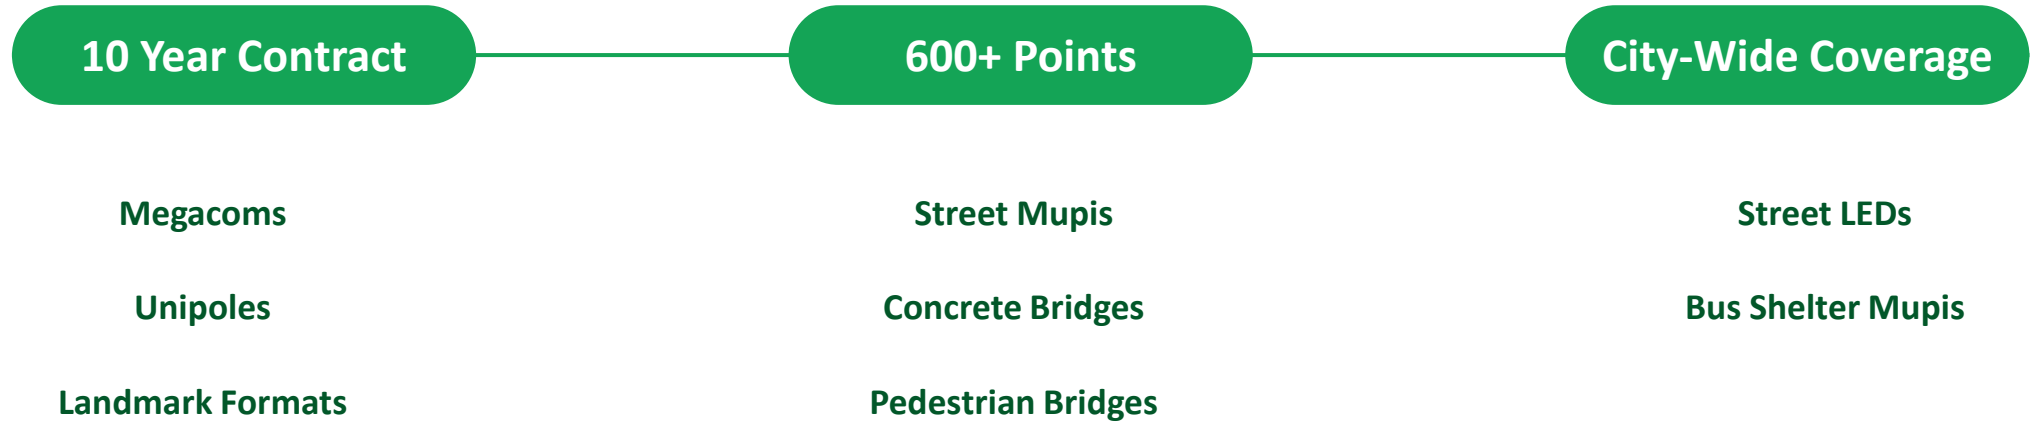 10 Year Contract
600+ Points
City-Wide Coverage
Megacoms
Street Mupis
Street LEDs
Unipoles
Concrete Bridges
Bus Shelter Mupis
Landmark Formats
Pedestrian Bridges